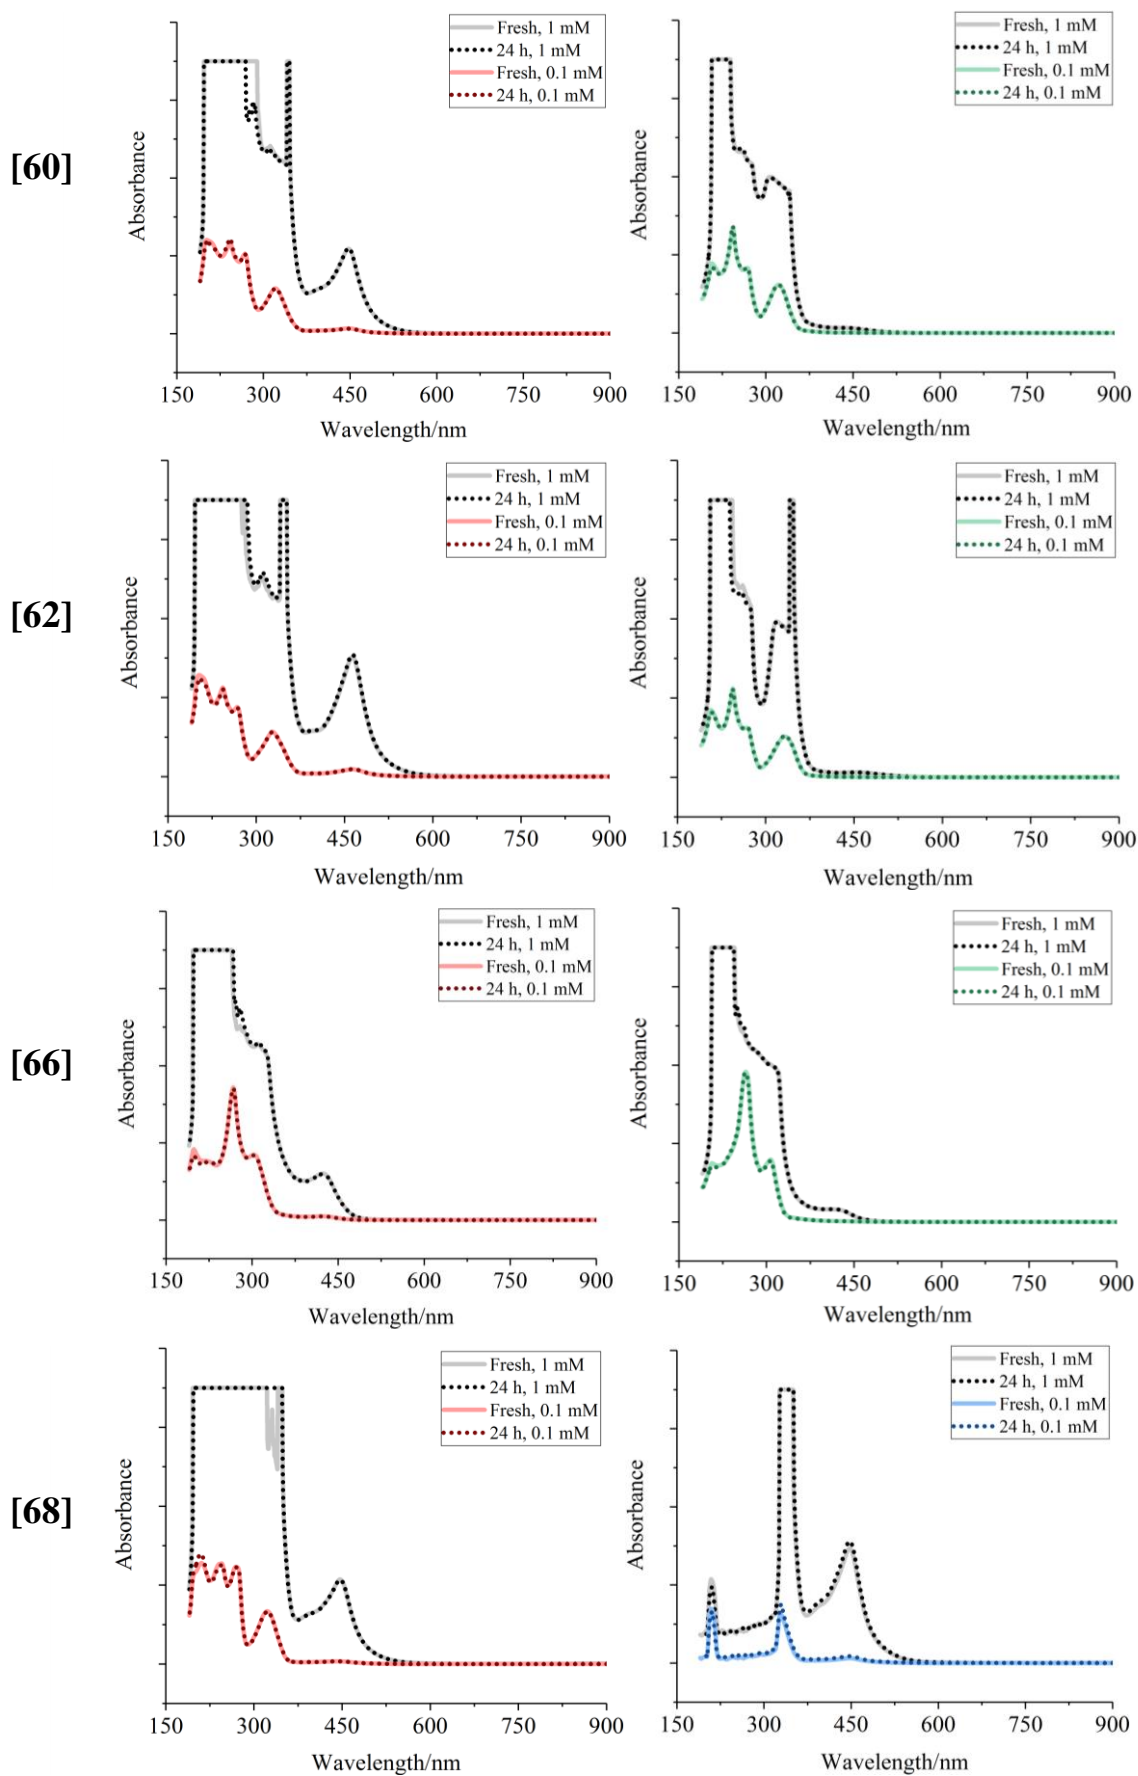 [60]
Absorbance
Fresh, 1 mM
24 h, 1 mM
Fresh, 0.1 mM
24 h, 0.1 mM
150 300 450 600 750 900
Wavelength/nm
Absorbance
Fresh, 1 mM
24 h, 1 mM
Fresh, 0.1 mM
24 h, 0.1 mM
150 300 450 600 750 900
Wavelength/nm
[62]
Absorbance
Fresh, 1 mM
24 h, 1 mM
Fresh, 0.1 mM
24 h, 0.1 mM
150 300 450 600 750 900
Wavelength/nm
Absorbance
Fresh, 1 mM
24 h, 1 mM
Fresh, 0.1 mM
24 h, 0.1 mM
150 300 450 600 750 900
Wavelength/nm
[66]
Absorbance
Fresh, 1 mM
24 h, 1 mM
Fresh, 0.1 mM
24 h, 0.1 mM
150 300 450 600 750 900
Wavelength/nm
Absorbance
Fresh, 1 mM
24 h, 1 mM
Fresh, 0.1 mM
24 h, 0.1 mM
150 300 450 600 750 900
Wavelength/nm
[68]
Absorbance
Fresh, 1 mM
24 h, 1 mM
Fresh, 0.1 mM
24 h, 0.1 mM
150 300 450 600 750 900
Wavelength/nm
Absorbance
Fresh, 1 mM
24 h, 1 mM
Fresh, 0.1 mM
24 h, 0.1 mM
150 300 450 600 750 900
Wavelength/nm